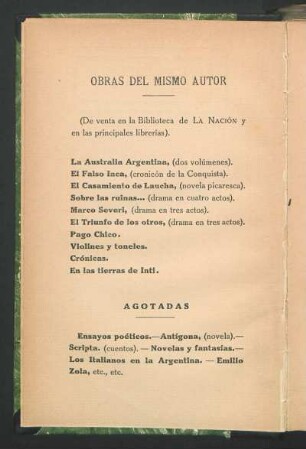 OBRAS DEL MISMO AUTOR
(De venta en la Biblioteca de LA NACIÓN y
en las principales librerías).
La Australia Argentina, (dos volúmenes).
El Falso Inca, (cronicón de la Conquista).
El Casamiento de Laucha, (novela picaresca).
Sobre las ruinas... (drama en cuatro actos).
Marco Severi, (drama en tres actos).
El Triunfo de los otros, (drama en tres actos).
Pago Chico.
Violines y toneles.
Crónicas.
En las tierras de Inti.
AGOTADAS
Ensayos poéticos.—Antígona, (novela).—
Scripta. (cuentos). — Novelas y fantasías.—
Los Italianos en la Argentina. — Emilio
Zola, etc., etc.